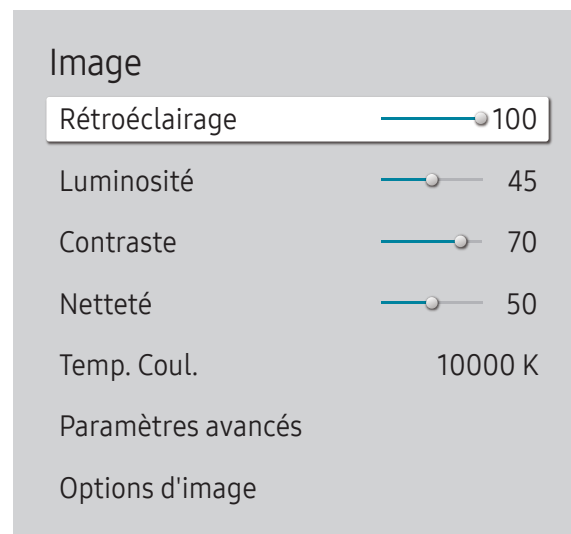 Image
Rétroéclairage 100
Luminosité 45
Contraste 70
Netteté 50
Temp. Coul. 10000 K
Paramètres avancés
Options d'image